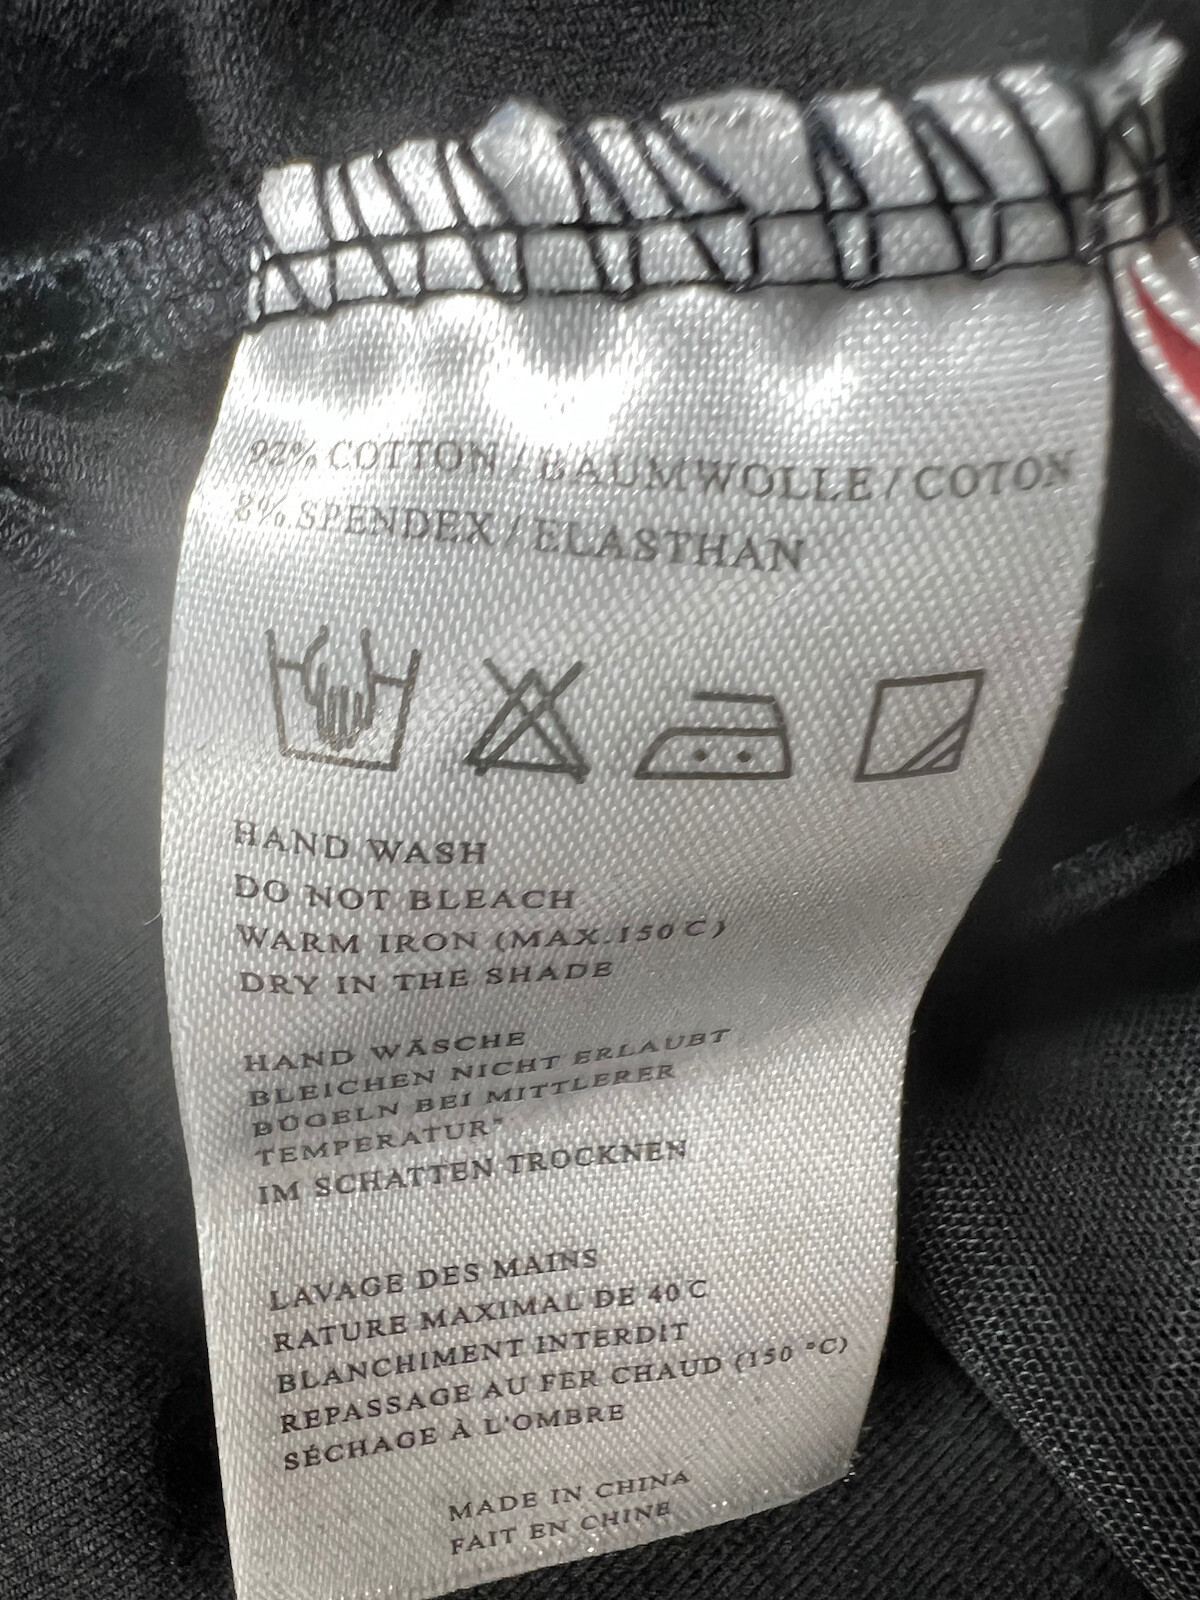 92% COTTON / BAUMWOLLE / COTON
8% SPENDEX / ELASTHAN
HAND WASH
DO NOT BLEACH
WARM IRON (MAX.150 C)
DRY IN THE SHADE
HAND WÄSCHE
BLEICHEN NICHT ERLAUBT
BÜGELN BEI MITTLERER
TEMPERATUR"
IM SCHATTEN TROCKNEN
LAVAGE DES MAINS
RATURE MAXIMAL DE 40 C
BLANCHIMENT INTERDIT
REPASSAGE AU FER CHAUD (150 °C)
SÉCHAGE À L'OMBRE
MADE IN CHINA
FAIT EN CHINE